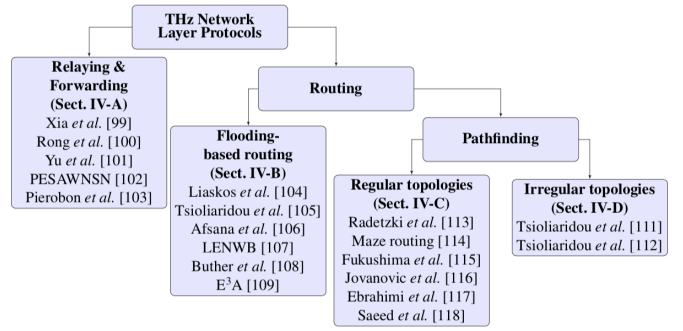 THz Network
Layer Protocols
Relaying &
Forwarding
(Sect. IV-A)
Xia et al. [99]
Rong et al. [100]
Yu et al. [101]
PESAWNSN [102]
Pierobon et al. [103]
Routing
Flooding-
based routing
(Sect. IV-B)
Liaskos et al. [104]
Tsioliaridou et al. [105]
Afsana et al. [106]
LENWB [107]
Buther et al. [108]
E³A [109]
Pathfinding
Regular topologies
(Sect. IV-C)
Radetzki et al. [113]
Maze routing [114]
Fukushima et al. [115]
Jovanovic et al. [116]
Ebrahimi et al. [117]
Saeed et al. [118]
Irregular topologies
(Sect. IV-D)
Tsioliaridou et al. [111]
Tsioliaridou et al. [112]